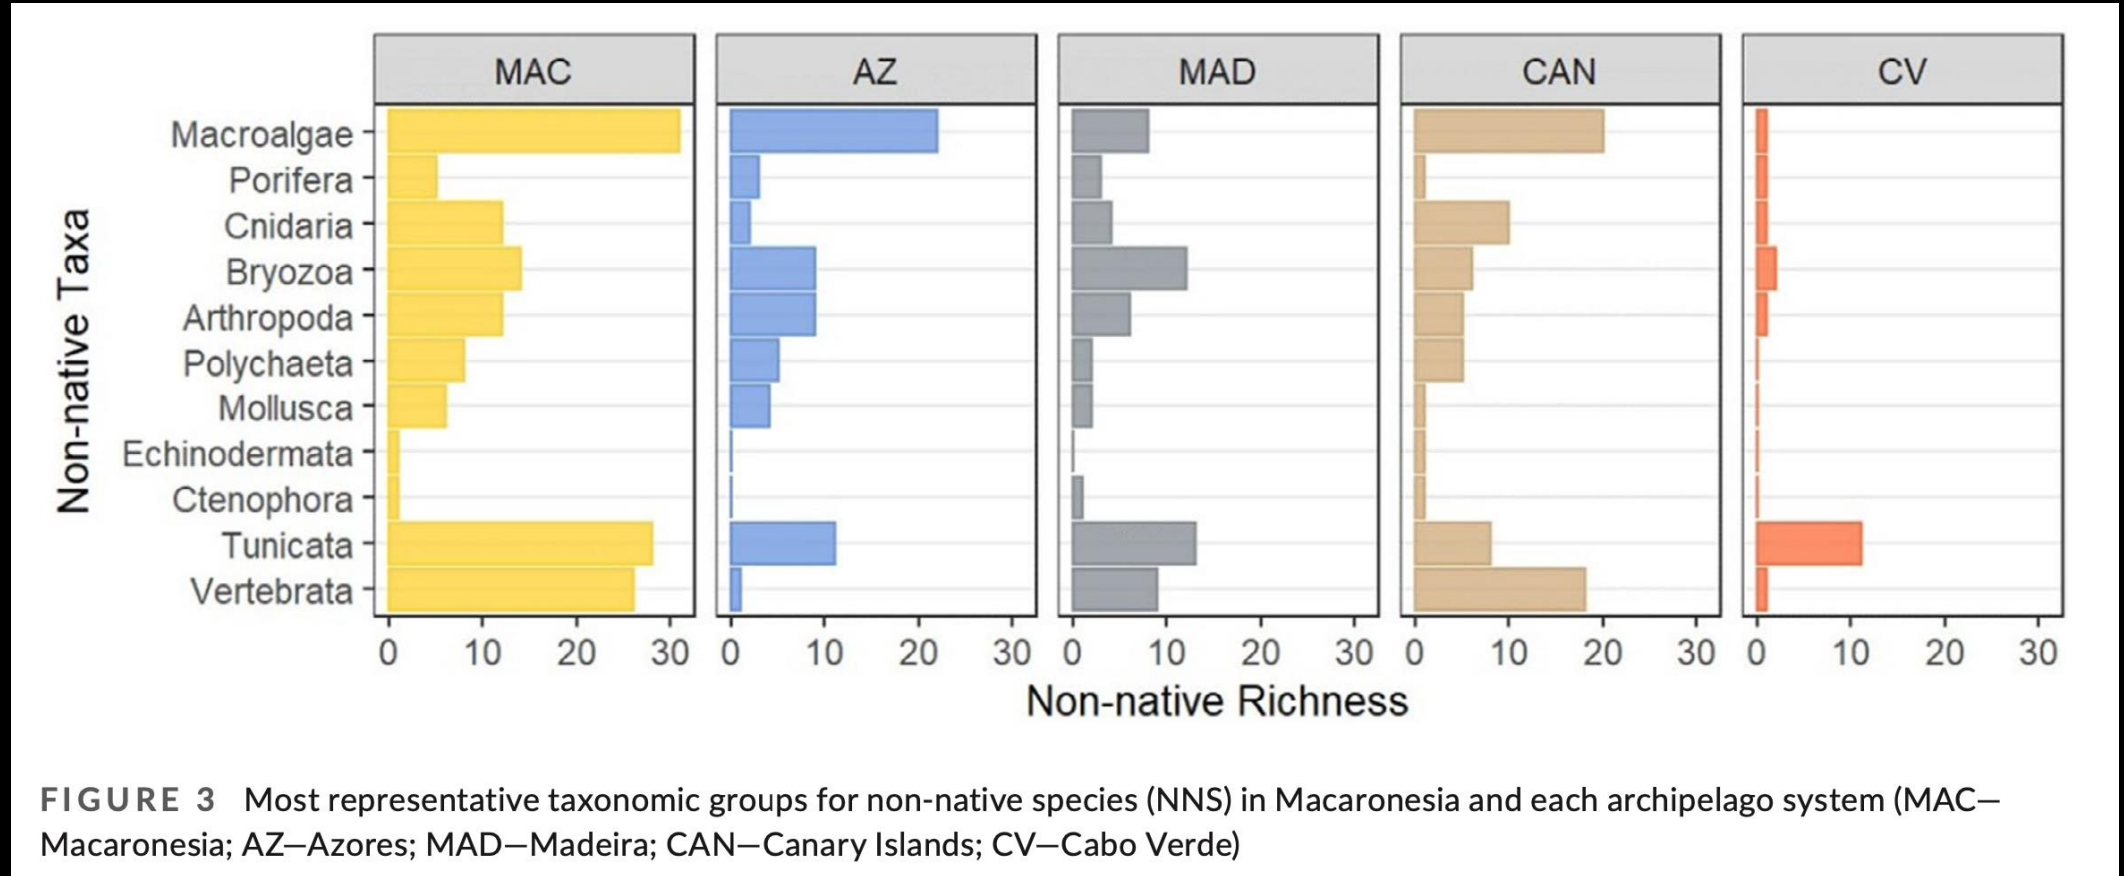 MAC AZ MAD CAN CV
Non-native Taxa
Macroalgae
Porifera
Cnidaria
Bryozoa
Arthropoda
Polychaeta
Mollusca
Echinodermata
Ctenophora
Tunicata
Vertebrata
0 10 20 30 0 10 20 30 0 10 20 30 0 10 20 30 0 10 20 30
Non-native Richness
FIGURE 3 Most representative taxonomic groups for non-native species (NNS) in Macaronesia and each archipelago system (MAC—
Macaronesia; AZ—Azores; MAD—Madeira; CAN—Canary Islands; CV—Cabo Verde)